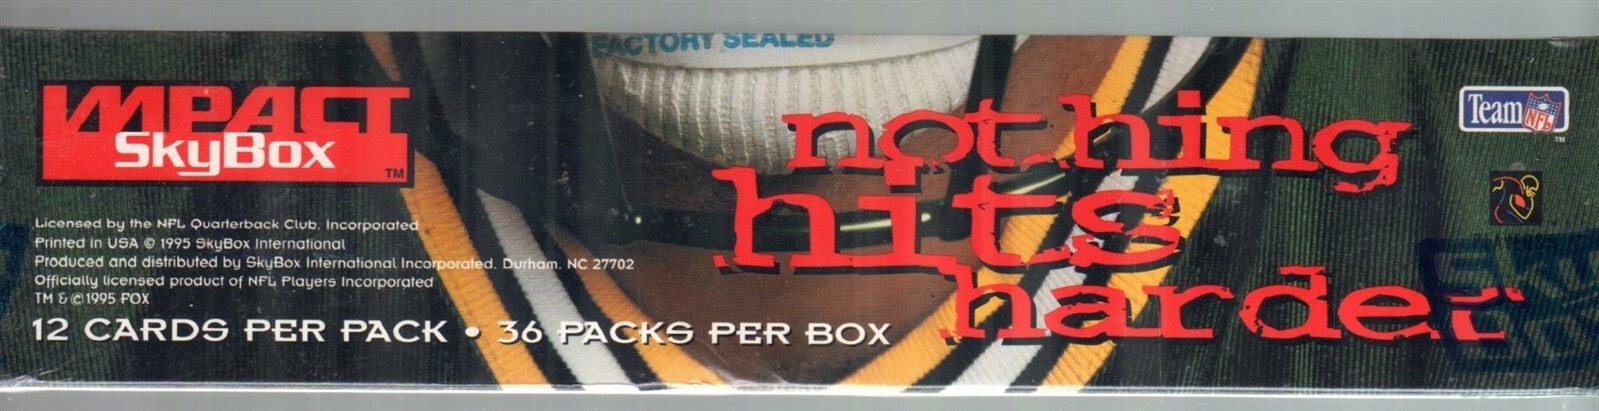 FACTORY SEALED
IMPACT
SkyBox
TM
nothing
hits
harder
Team NFL
TM
Licensed by the NFL Quarterback Club, Incorporated
Printed in USA © 1995 SkyBox International
Produced and distributed by SkyBox International Incorporated, Durham, NC 27702
Officially licensed product of NFL Players Incorporated
TM & © 1995 FOX
12 CARDS PER PACK • 36 PACKS PER BOX